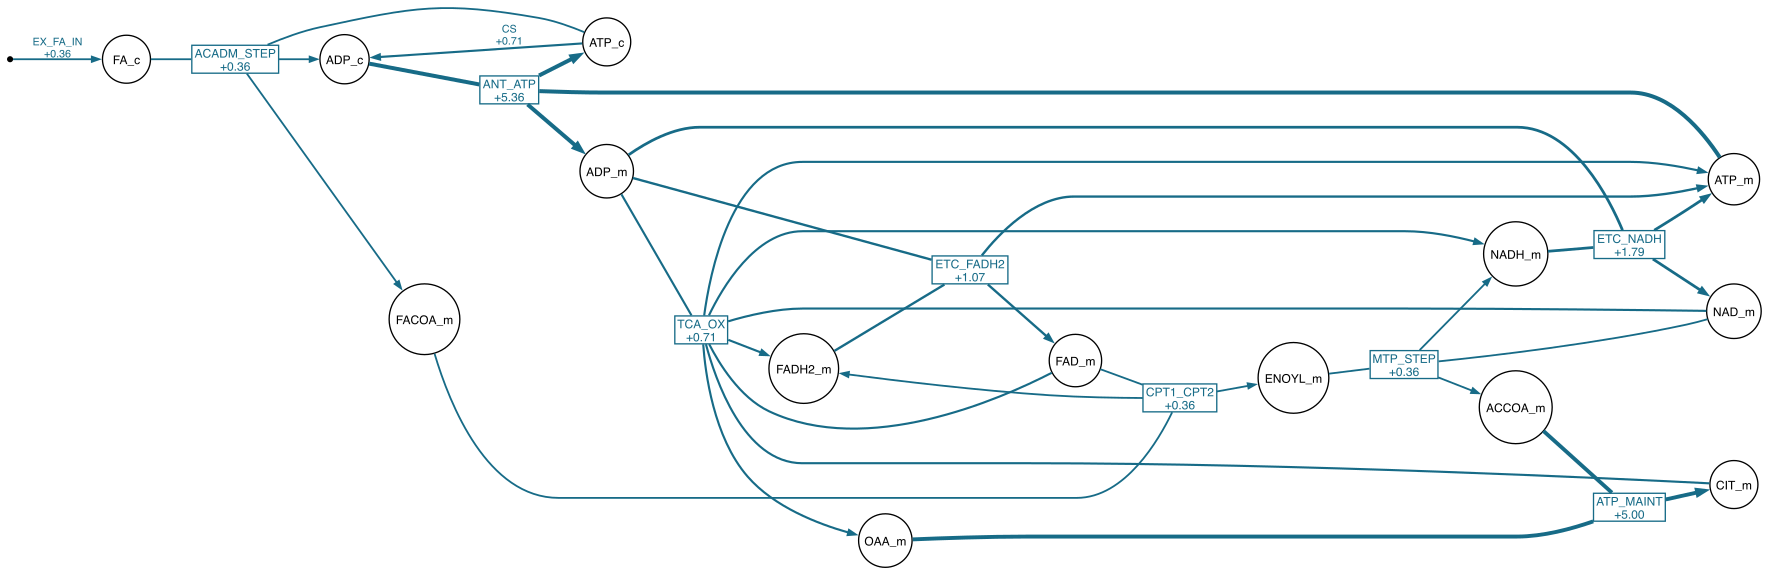 EX_FA_IN
+0.36
FA_c
ACADM_STEP
+0.36
ADP_c
CS
+0.71
ATP_c
ANT_ATP
+5.36
ADP_m
ATP_m
ETC_NADH
+1.79
NADH_m
ETC_FADH2
+1.07
FACOA_m
TCA_OX
+0.71
NAD_m
FADH2_m
FAD_m
MTP_STEP
+0.36
ENOYL_m
CPT1_CPT2
+0.36
ACCOA_m
CIT_m
ATP_MAINT
+5.00
OAA_m